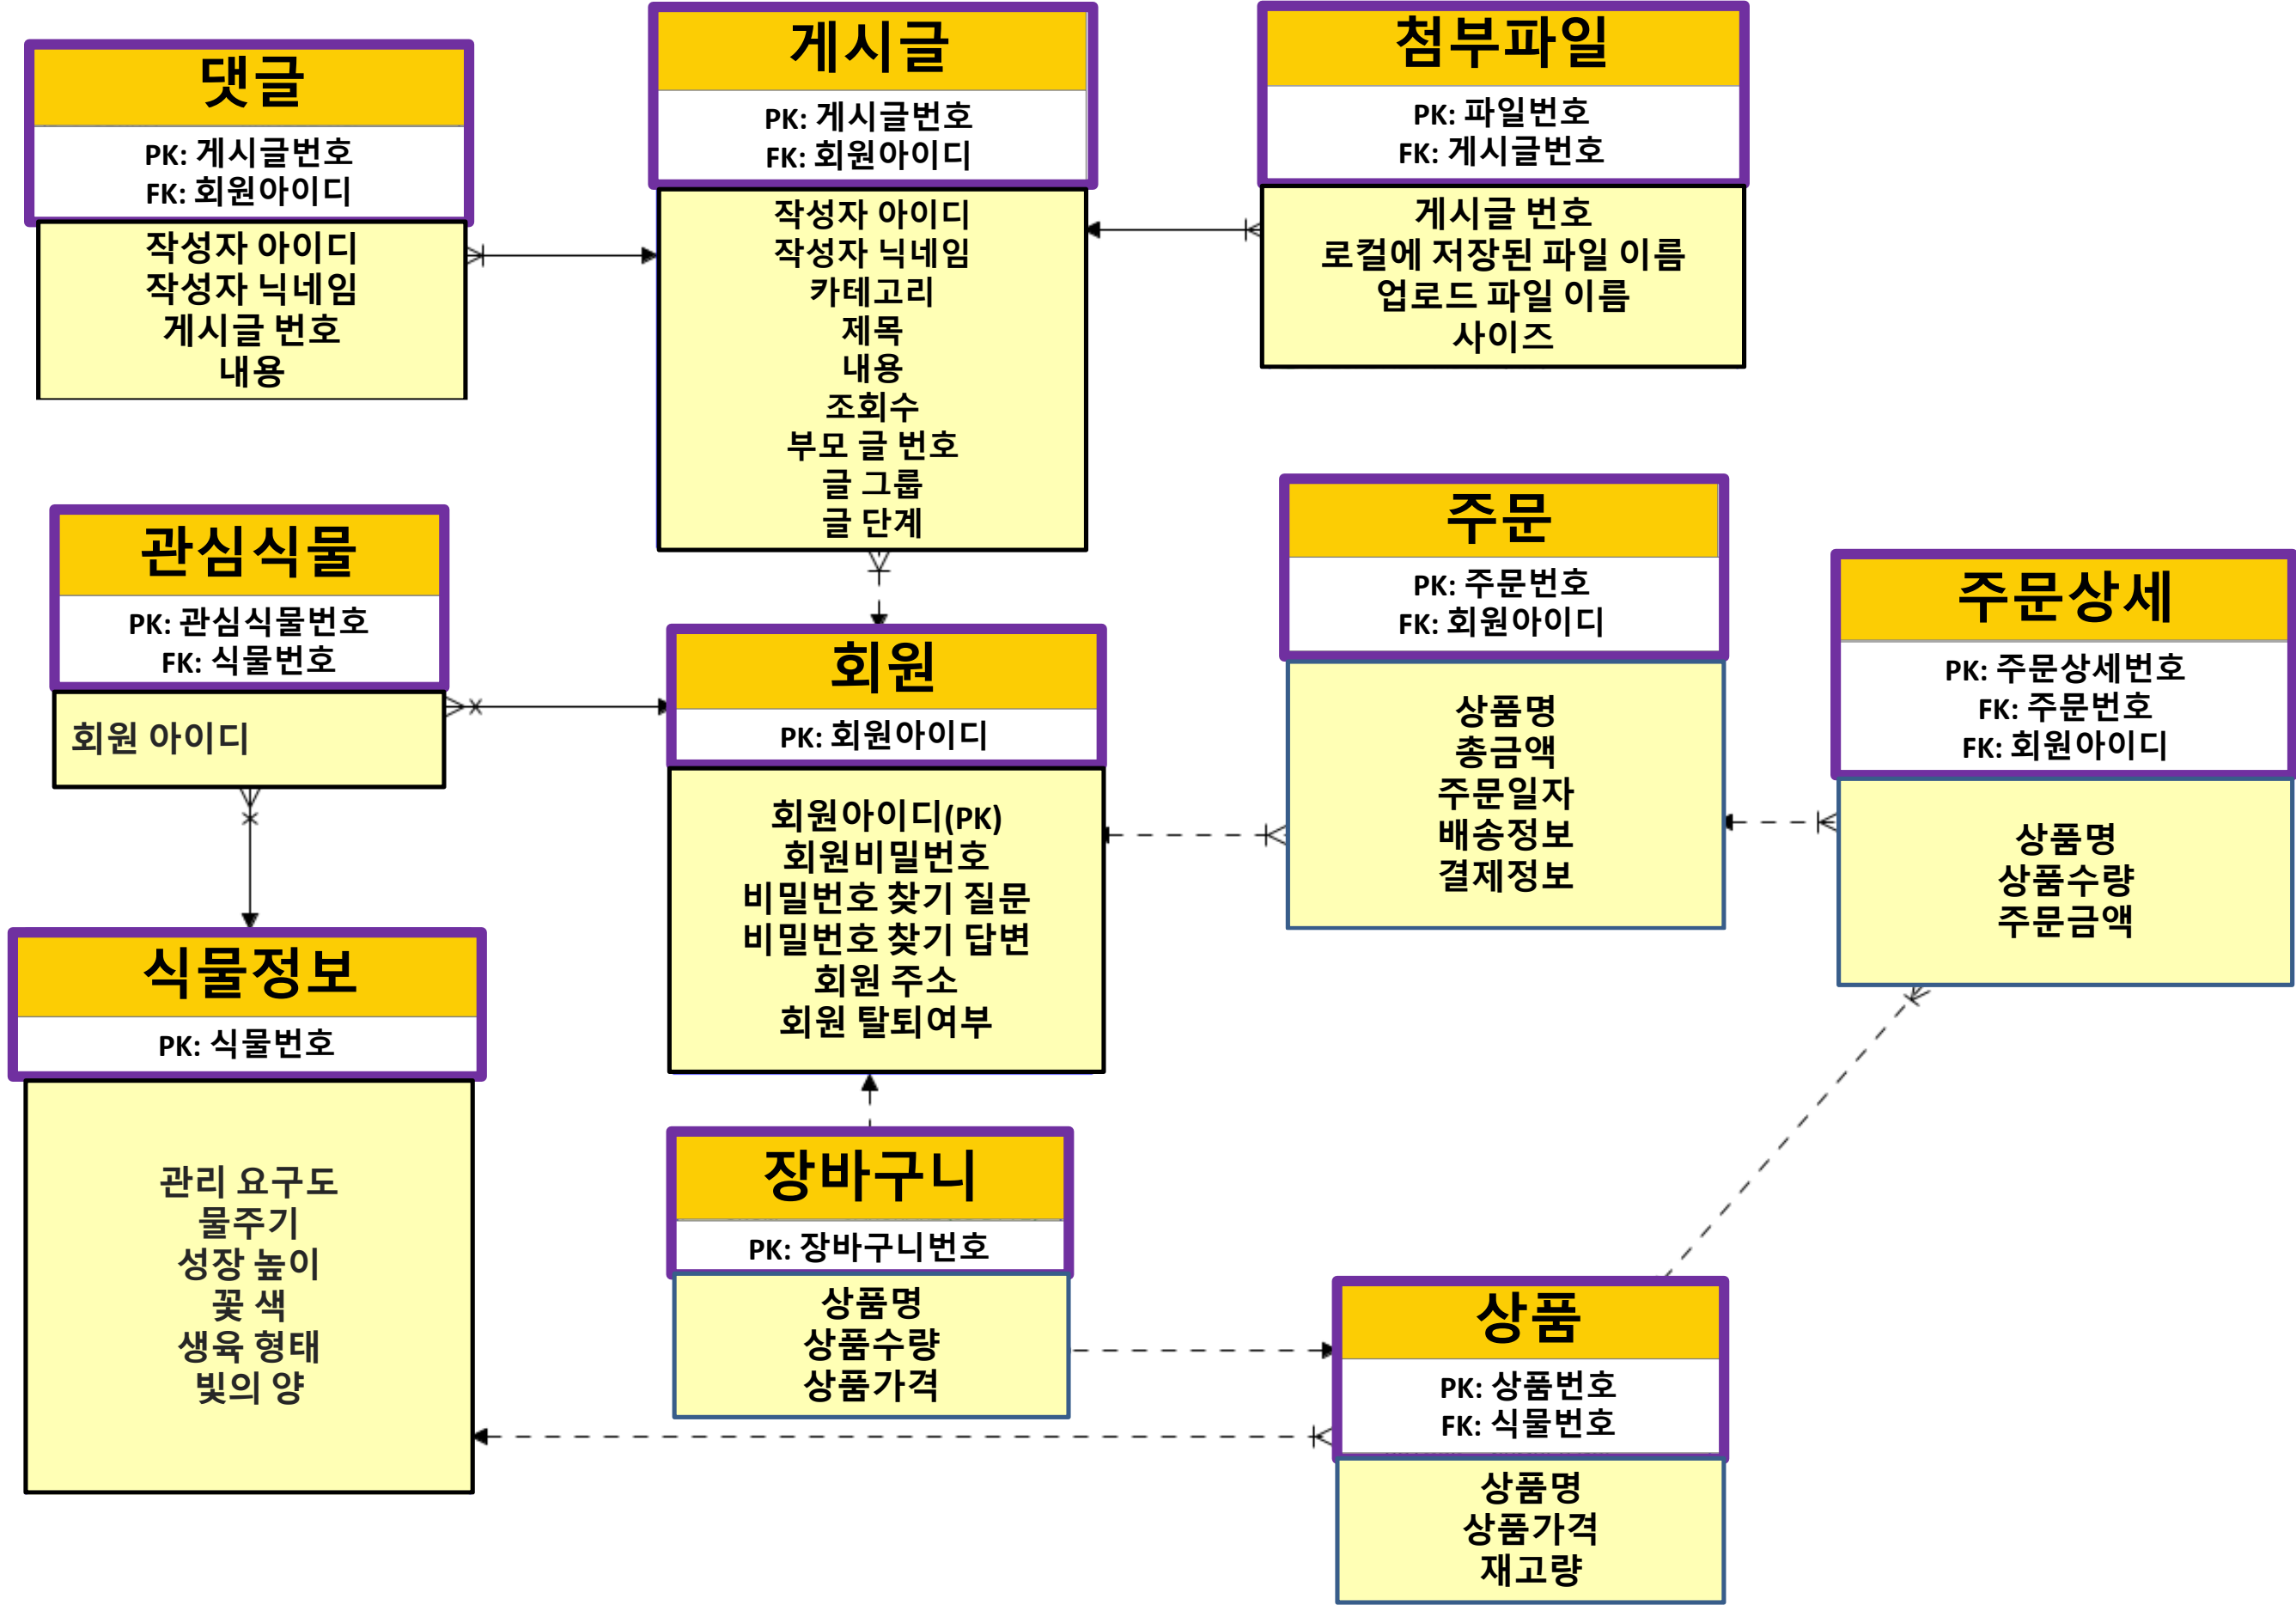 댓글
PK: 게시글번호
FK: 회원아이디
작성자 아이디
작성자 닉네임
게시글 번호
내용
게시글
PK: 게시글번호
FK: 회원아이디
작성자 아이디
작성자 닉네임
카테고리
제목
내용
조회수
부모 글 번호
글 그룹
글 단계
첨부파일
PK: 파일번호
FK: 게시글번호
게시글 번호
로컬에 저장된 파일 이름
업로드 파일 이름
사이즈
관심식물
PK: 관심식물번호
FK: 식물번호
회원 아이디
회원
PK: 회원아이디
회원아이디(PK)
회원비밀번호
비밀번호 찾기 질문
비밀번호 찾기 답변
회원 주소
회원 탈퇴여부
주문
PK: 주문번호
FK: 회원아이디
상품명
총금액
주문일자
배송정보
결제정보
주문상세
PK: 주문상세번호
FK: 주문번호
FK: 회원아이디
상품명
상품수량
주문금액
식물정보
PK: 식물번호
관리 요구도
물주기
성장 높이
꽃 색
생육 형태
빛의 양
장바구니
PK: 장바구니번호
상품명
상품수량
상품가격
상품
PK: 상품번호
FK: 식물번호
상품명
상품가격
재고량